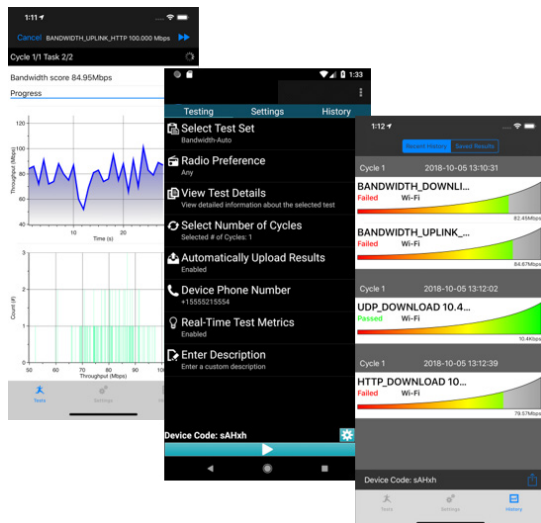 1:11
Cancel BANDWIDTH_UPLINK_HTTP 100.000 Mbps
Cycle 1/1 Task 2/2
Bandwidth score 84.95Mbps
Progress
Throughput (Mbps)
120
100
80
60
40
10 20
Time (s)
Count (#)
3
2
1
0
50 60 70 80 90 10
Throughput (Mbps)
Tests Settings
1:33
Testing Settings History
Select Test Set
Bandwidth-Auto
Radio Preference
Any
View Test Details
View detailed information about the selected test
Select Number of Cycles
Selected # of Cycles: 1
Automatically Upload Results
Enabled
Device Phone Number
+15555215554
Real-Time Test Metrics
Enabled
Enter Description
Enter a custom description
Device Code: sAHxh
1:12
Recent History Saved Results
Cycle 1 2018-10-05 13:10:31
BANDWIDTH_DOWNLI...
Failed Wi-Fi
82.45Mbps
BANDWIDTH_UPLINK_...
Failed Wi-Fi
84.67Mbps
Cycle 1 2018-10-05 13:12:02
UDP_DOWNLOAD 10.4...
Passed Wi-Fi
10.4Kbps
Cycle 1 2018-10-05 13:12:39
HTTP_DOWNLOAD 10...
Failed Wi-Fi
79.57Mbps
Device Code: sAHxh
Tests Settings History